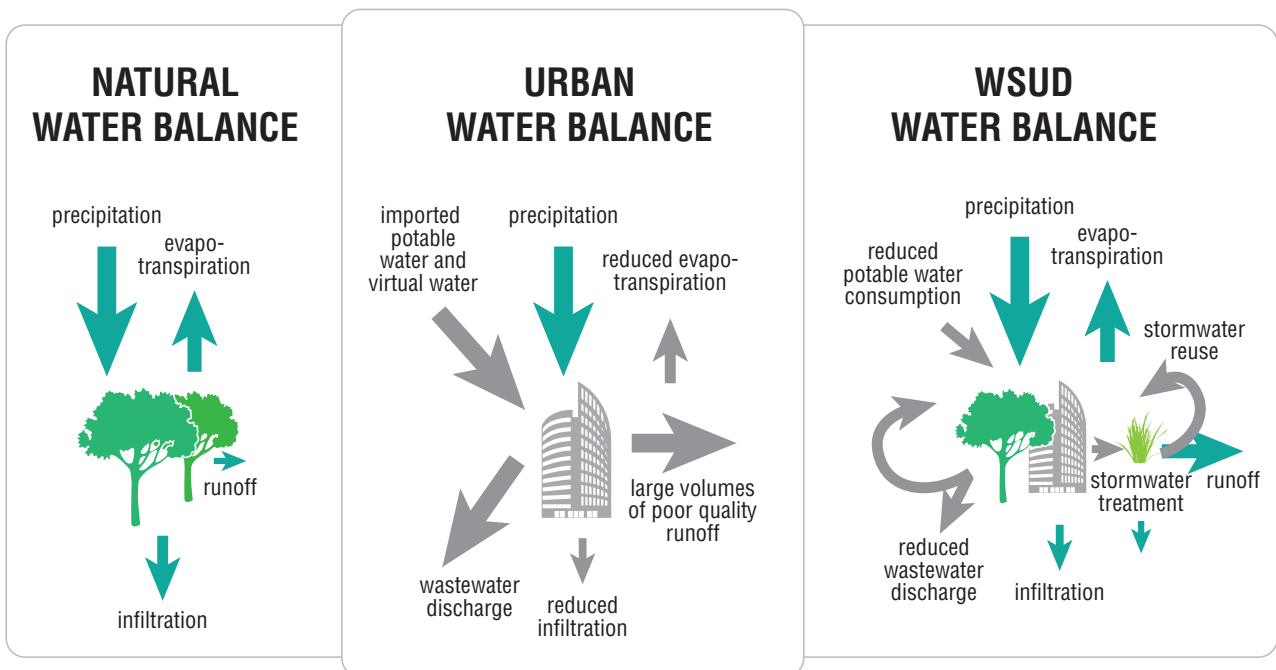 NATURAL
WATER BALANCE
precipitation
evapo-
transpiration
runoff
infiltration
URBAN
WATER BALANCE
imported
potable
water and
virtual water
precipitation
reduced evapo-
transpiration
large volumes
of poor quality
runoff
wastewater
discharge
reduced
infiltration
WSUD
WATER BALANCE
precipitation
reduced
potable water
consumption
evapo-
transpiration
stormwater
reuse
stormwater
treatment
runoff
reduced
wastewater
discharge
infiltration